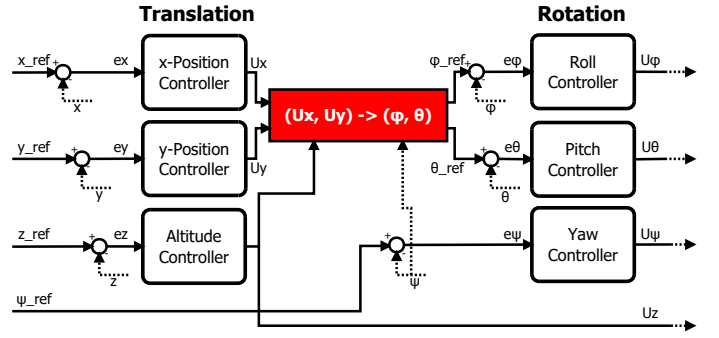 Translation
Rotation
x_ref
+
-
ex
x
x-Position
Controller
Ux
φ_ref
+
-
eφ
φ
Roll
Controller
Uφ
(Ux, Uy) -> (φ, θ)
y_ref
+
-
ey
y
y-Position
Controller
Uy
θ_ref
+
-
eθ
θ
Pitch
Controller
Uθ
z_ref
+
-
ez
z
Altitude
Controller
+
-
eψ
ψ
Yaw
Controller
Uψ
ψ_ref
Uz